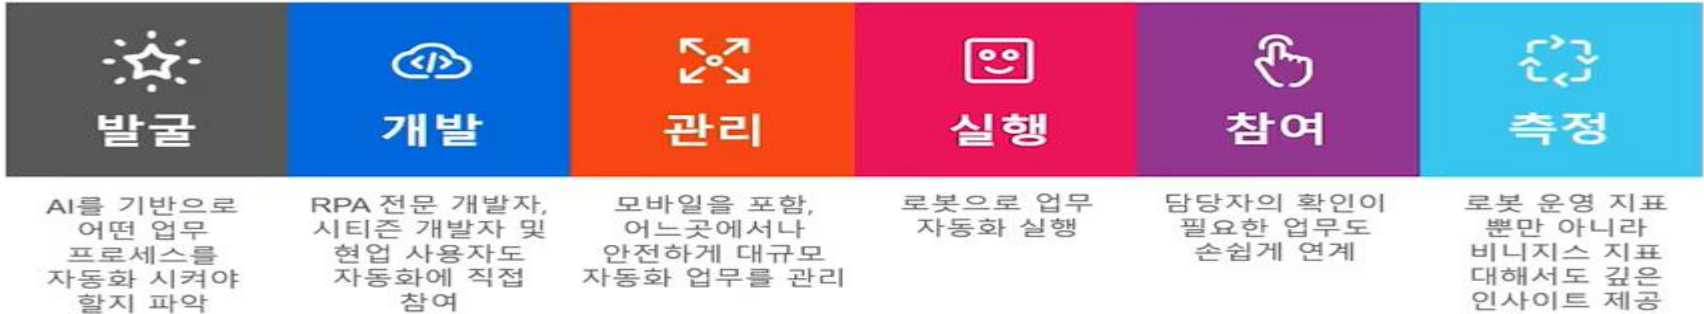 발굴
AI를 기반으로
어떤 업무
프로세스를
자동화 시켜야
할지 파악
개발
RPA 전문 개발자,
시티즌 개발자 및
현업 사용자도
자동화에 직접
참여
관리
모바일을 포함,
어느곳에서나
안전하게 대규모
자동화 업무를 관리
실행
로봇으로 업무
자동화 실행
참여
담당자의 확인이
필요한 업무도
손쉽게 연계
측정
로봇 운영 지표
뿐만 아니라
비니지스 지표
대해서도 깊은
인사이트 제공